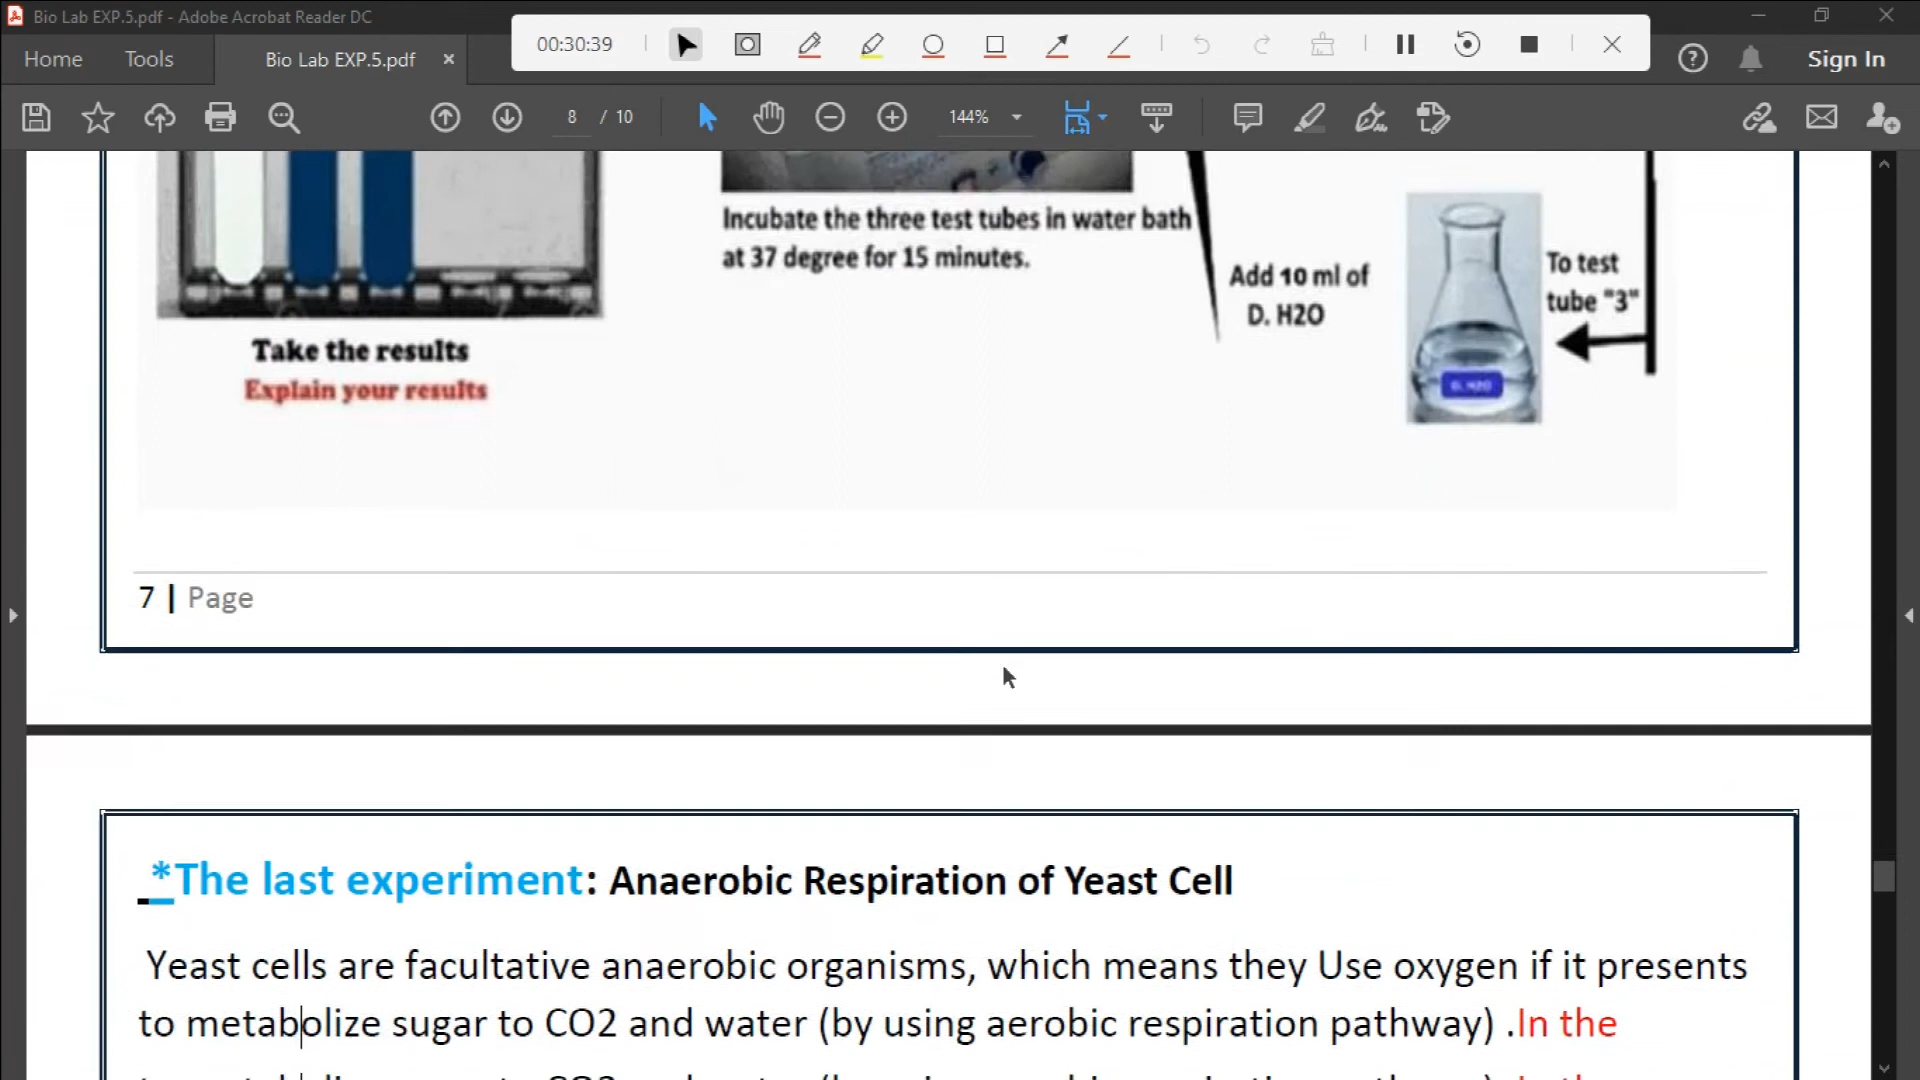 Bio Lab EXP.5.pdf - Adobe Acrobat Reader DC
00:30:39
Home Tools Bio Lab EXP.5.pdf × Sign In
8 / 10 144%
Incubate the three test tubes in water bath
at 37 degree for 15 minutes.
To test
tube "3"
Add 10 ml of
D. H2O
D. H2O
Take the results
Explain your results
7 | Page
*The last experiment: Anaerobic Respiration of Yeast Cell
Yeast cells are facultative anaerobic organisms, which means they Use oxygen if it presents
to metabolize sugar to CO2 and water (by using aerobic respiration pathway) .In the